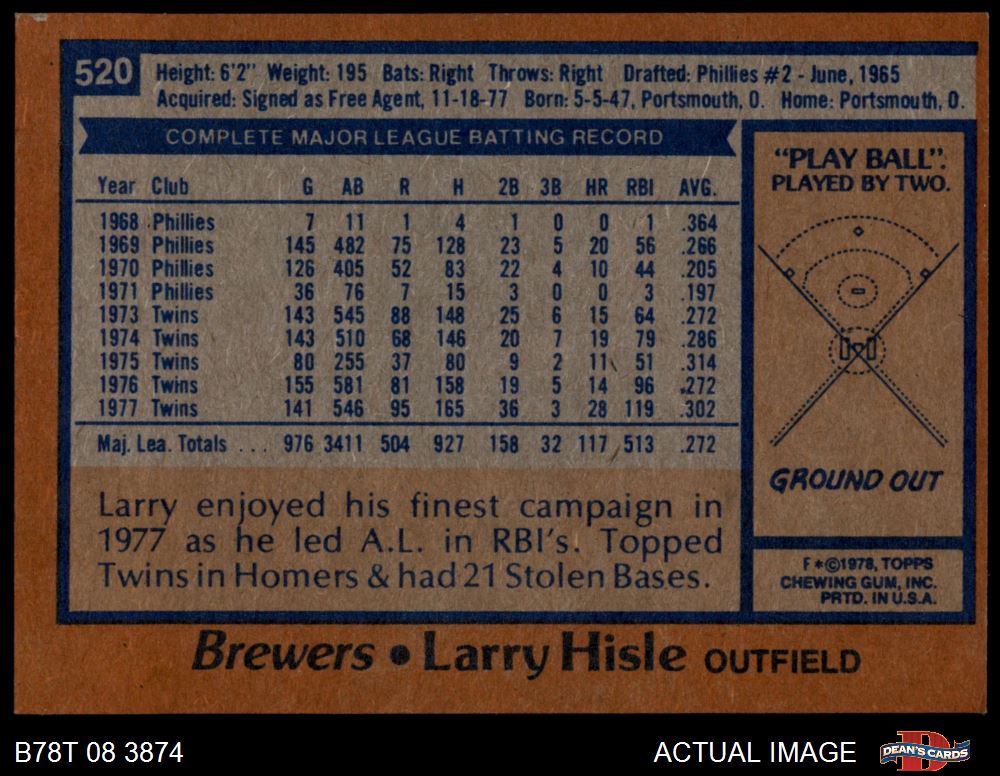 520
Height: 6'2" Weight: 195 Bats: Right Throws: Right Drafted: Phillies #2 - June, 1965
Acquired: Signed as Free Agent, 11-18-77 Born: 5-5-47, Portsmouth, O. Home: Portsmouth, O.
COMPLETE MAJOR LEAGUE BATTING RECORD
Year Club G AB R H 2B 3B HR RBI AVG.
1968 Phillies 7 11 1 4 1 0 0 1 .364
1969 Phillies 145 482 75 128 23 5 20 56 .266
1970 Phillies 126 405 52 83 22 4 10 44 .205
1971 Phillies 36 76 7 15 3 0 0 3 .197
1973 Twins 143 545 88 148 25 6 15 64 .272
1974 Twins 143 510 68 146 20 7 19 79 .286
1975 Twins 80 255 37 80 9 2 11 51 .314
1976 Twins 155 581 81 158 19 5 14 96 .272
1977 Twins 141 546 95 165 36 3 28 119 .302
Maj. Lea. Totals ... 976 3411 504 927 158 32 117 513 .272
Larry enjoyed his finest campaign in
1977 as he led A.L. in RBI's. Topped
Twins in Homers & had 21 Stolen Bases.
"PLAY BALL".
PLAYED BY TWO.
GROUND OUT
F*©1978, TOPPS
CHEWING GUM, INC.
PRTD. IN U.S.A.
Brewers • Larry Hisle OUTFIELD
B78T 08 3874
ACTUAL IMAGE
DEAN'S CARDS